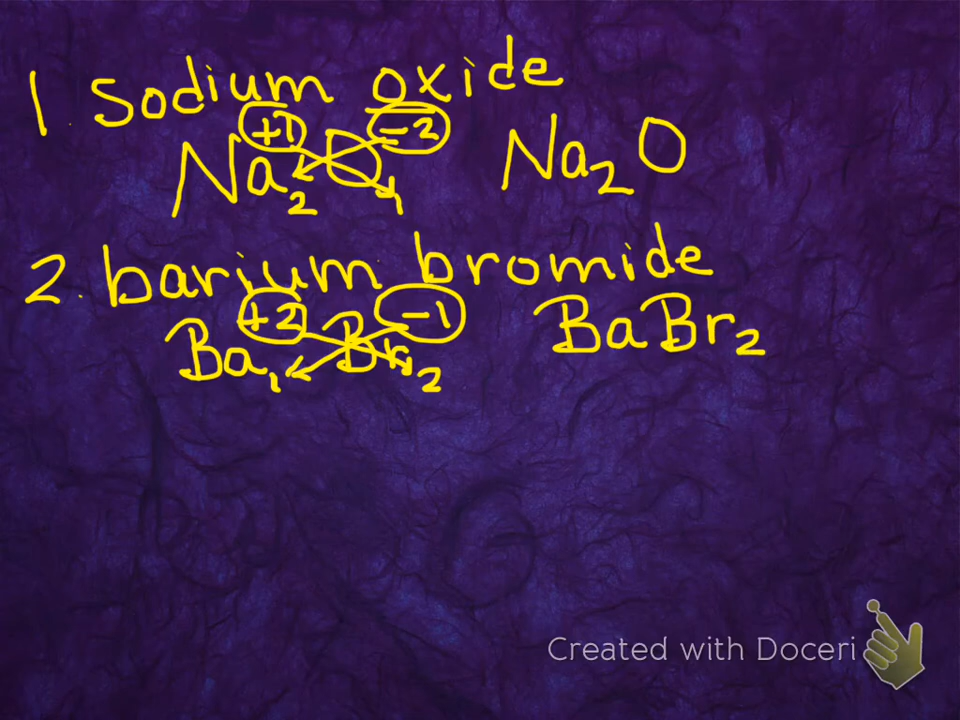 1. Sodium oxide
+1 -2
Na2 O1 Na2O
2. barium bromide
+2 -1
Ba1 Br2 BaBr2
Created with Doceri